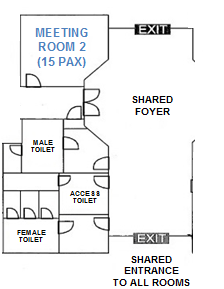 EXIT
MEETING
ROOM 2
(15 PAX)
SHARED
FOYER
MALE
TOILET
ACCESS
TOILET
FEMALE
TOILET
EXIT
SHARED
ENTRANCE
TO ALL ROOMS